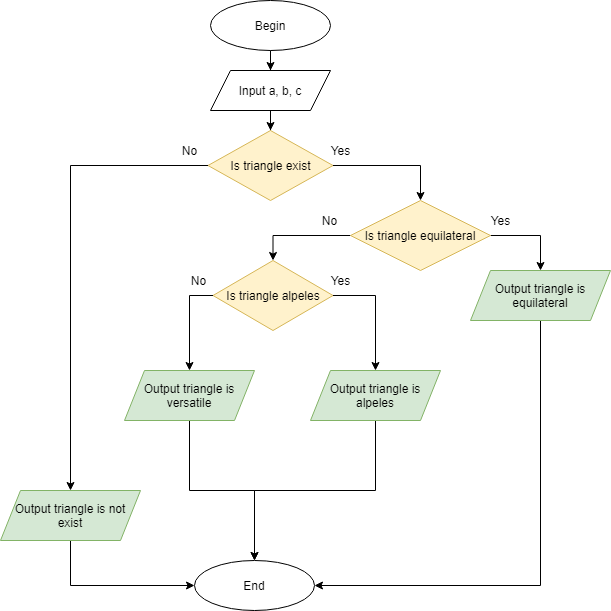 Begin
Input a, b, c
No
Is triangle exist
Yes
No
Is triangle equilateral
Yes
No
Is triangle alpeles
Yes
Output triangle is
equilateral
Output triangle is
versatile
Output triangle is
alpeles
Output triangle is not
exist
End